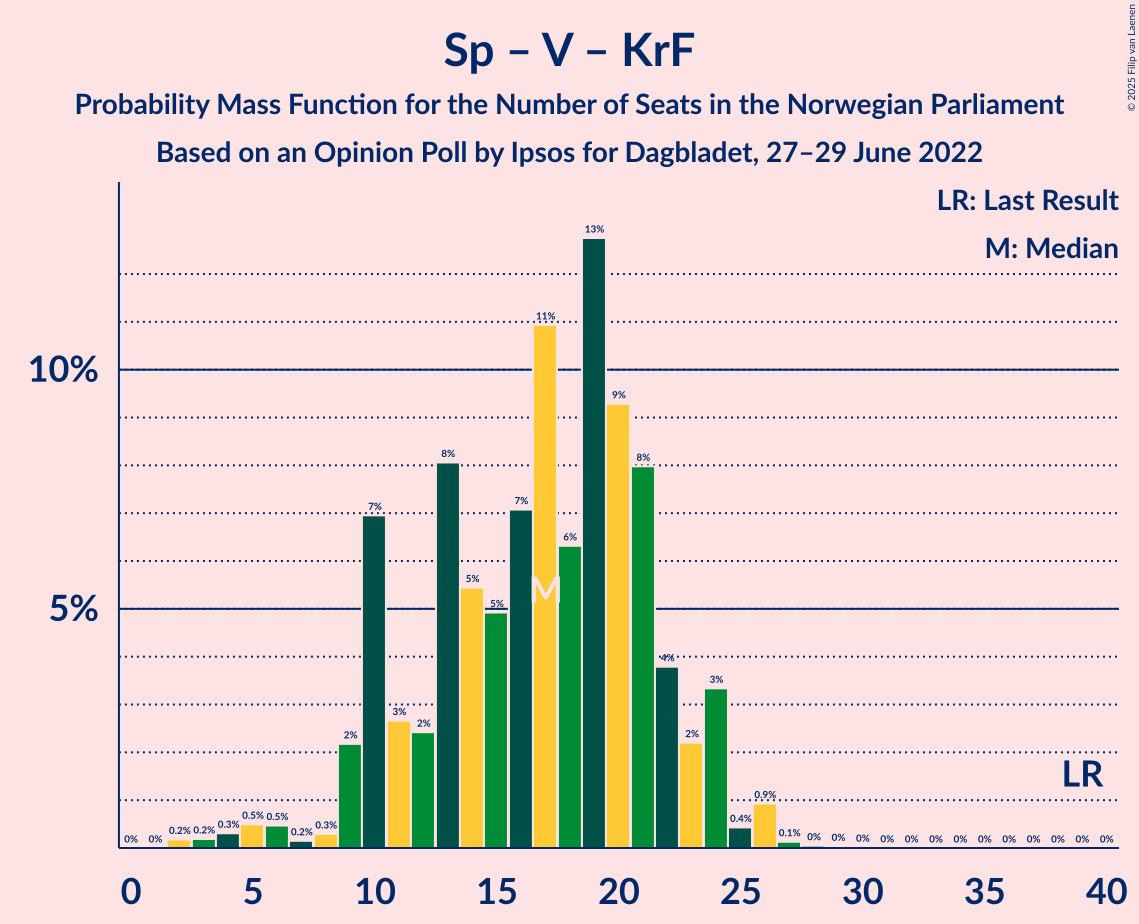 Sp – V – KrF
Probability Mass Function for the Number of Seats in the Norwegian Parliament
Based on an Opinion Poll by Ipsos for Dagbladet, 27–29 June 2022
© 2025 Filip van Laenen
LR: Last Result
M: Median
10%
5%
0% 0% 0.2% 0.2% 0.3% 0.5% 0.5% 0.2% 0.3% 2% 7% 3% 2% 8% 5% 5% 7% 11% 6% 13% 9% 8% 4% 2% 3% 0.4% 0.9% 0.1% 0% 0% 0% 0% 0% 0% 0% 0% 0% 0% 0% 0% 0%
M
LR
0 5 10 15 20 25 30 35 40